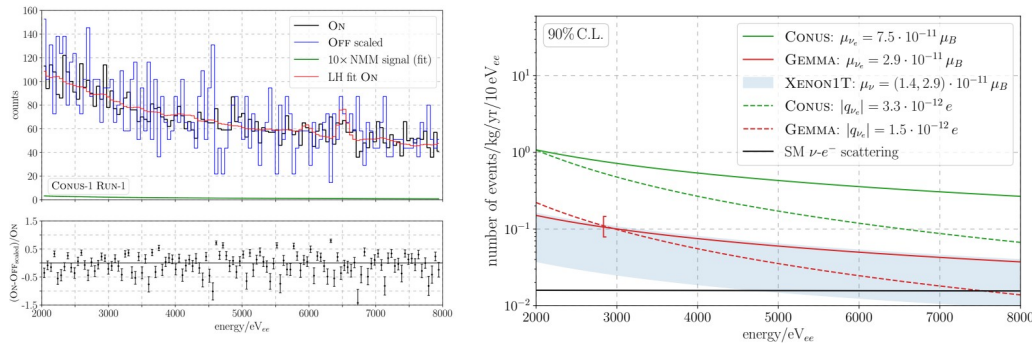 ON
OFF scaled
10× NMM signal (fit)
LH fit ON
160
140
120
100
80
60
40
20
0
counts
CONUS-1 RUN-1
1.5
0.5
-0.5
-1.5
(ON-OFFscaled)/ON
2000 3000 4000 5000 6000 7000 8000
energy/eVee
90% C.L.
CONUS: μνe = 7.5 · 10⁻¹¹ μB
GEMMA: μνe = 2.9 · 10⁻¹¹ μB
XENON1T: μν = (1.4, 2.9) · 10⁻¹¹ μB
CONUS: |qνe| = 3.3 · 10⁻¹² e
GEMMA: |qνe| = 1.5 · 10⁻¹² e
SM ν-e⁻ scattering
10¹
10⁰
10⁻¹
10⁻²
number of events/kg/yr/10 eVee
2000 3000 4000 5000 6000 7000 8000
energy/eVee